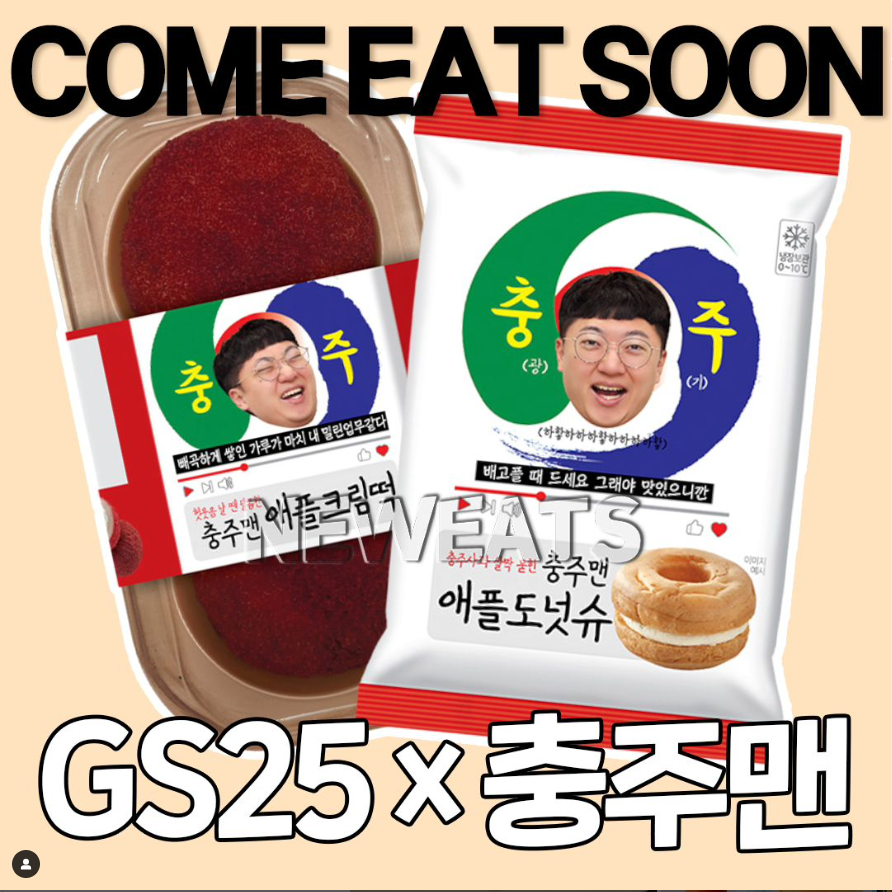 COME EAT SOON
냉장보관
0~10℃
충 주
(광) (기)
(하핳하하하핳하하하하핳)
배고플 때 드세요 그래야 맛있으니깐
충주맨
애플도넛슈
이미지
예시
충 주
빼곡하게 쌓인 가루가 마치 내 밀린업무같다
충주맨 애플크림떡
NEWEATS
GS25 x 충주맨